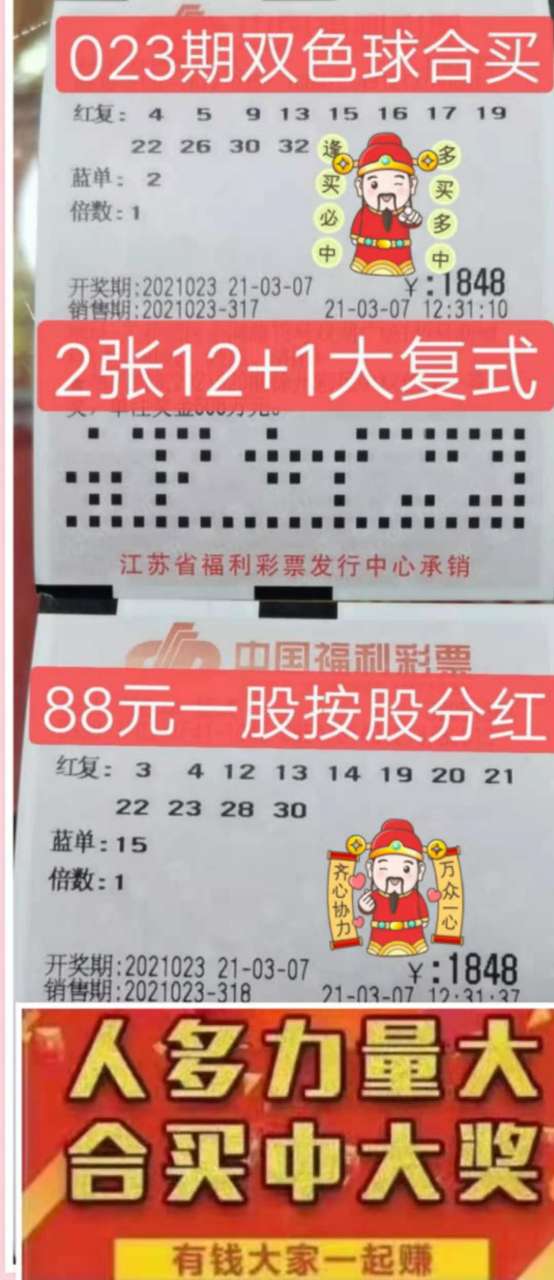 023期双色球合买
红复: 4 5 9 13 15 16 17 19
22 26 30 32
蓝单: 2
倍数:1
逢买必中
多买多中
开奖期:2021023 21-03-07 ¥:1848
销售期:2021023-317 21-03-07 12:31:10
2张12+1大复式
江苏省福利彩票发行中心承销
中国福利彩票
88元一股按股分红
红复: 3 4 12 13 14 19 20 21
22 23 28 30
蓝单:15
倍数:1
齐心协力
万众一心
开奖期:2021023 21-03-07 ¥:1848
销售期:2021023-318 21-03-07 12:31:37
人多力量大
合买中大奖
有钱大家一起赚